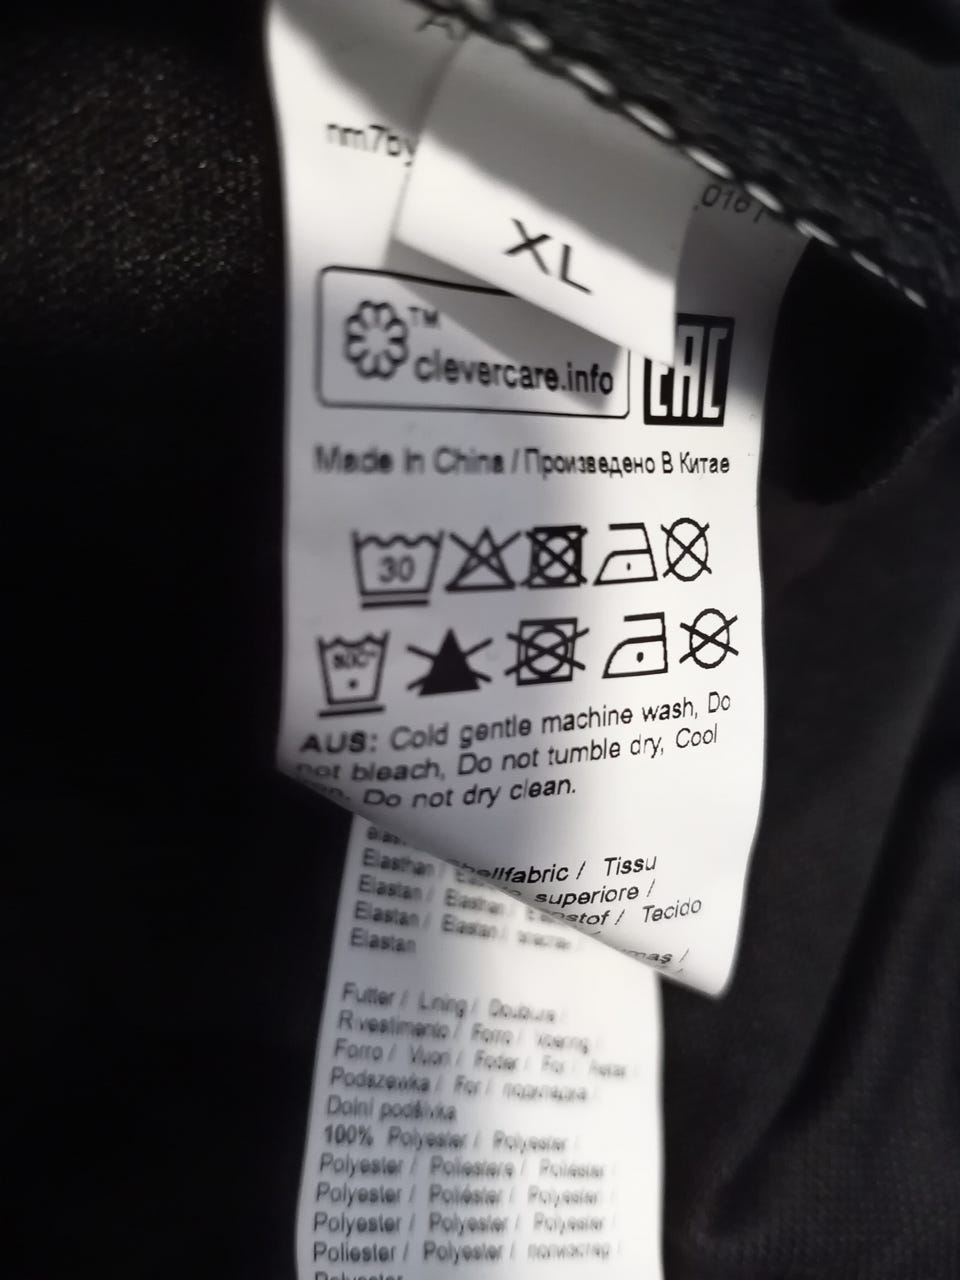 nm7by
XL
0161
TM
clevercare.info
EAC
Made in China / Произведено В Китае
30
80C°
AUS: Cold gentle machine wash, Do
not bleach, Do not tumble dry, Cool
Do not dry clean.
Elasthan /
Shellfabric / Tissu
Elastan / Elasthan /
superiore /
Elastan / Elastan /
/ Tecido
Elastan
Futter / Lining / Doublure /
Rivestimento / Forro / Voering /
Forro / Vuori / Foder / For /
Podszewka / For / подкладка /
Dolní podšívka
100% Polyester / Polyester /
Polyester / Poliestere / Poliéster /
Polyester / Poliéster / Polyester /
Polyester / Polyester / Polyester /
Poliester / Polyester / полиэстер /
Polyester